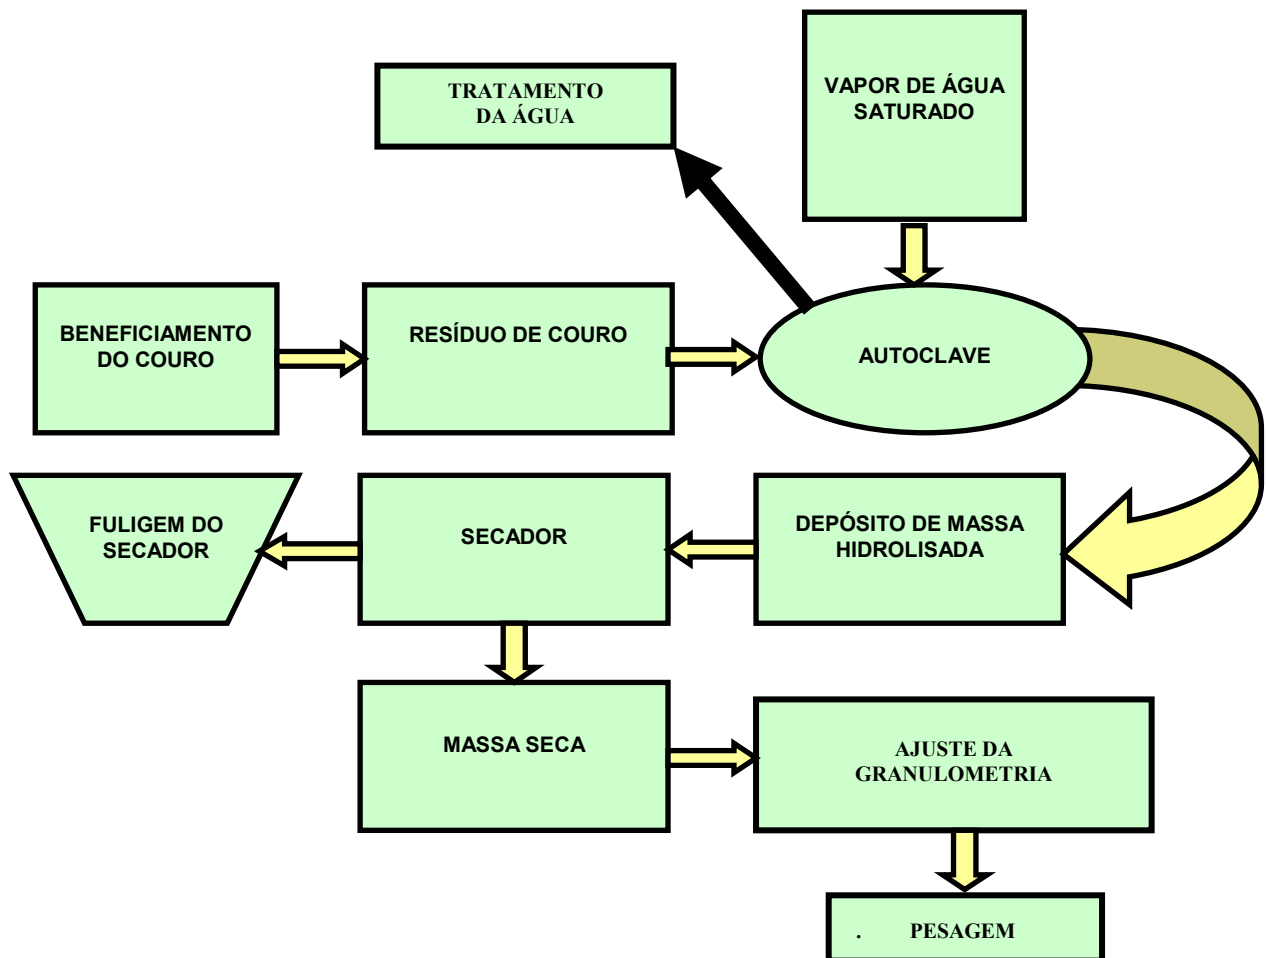 TRATAMENTO
DA ÁGUA
VAPOR DE ÁGUA
SATURADO
BENEFICIAMENTO
DO COURO
RESÍDUO DE COURO
AUTOCLAVE
FULIGEM DO
SECADOR
SECADOR
DEPÓSITO DE MASSA
HIDROLISADA
MASSA SECA
AJUSTE DA
GRANULOMETRIA
. PESAGEM